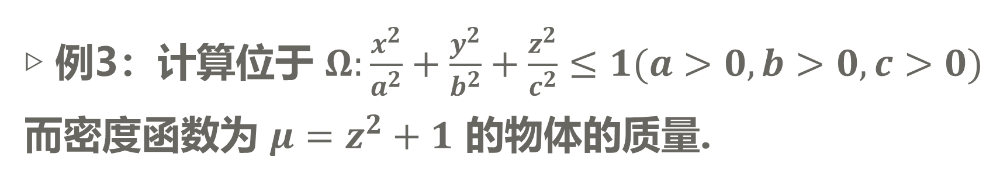 ▷ 例3：计算位于 Ω: x²/a² + y²/b² + z²/c² ≤ 1(a > 0, b > 0, c > 0)
而密度函数为 μ = z² + 1 的物体的质量.